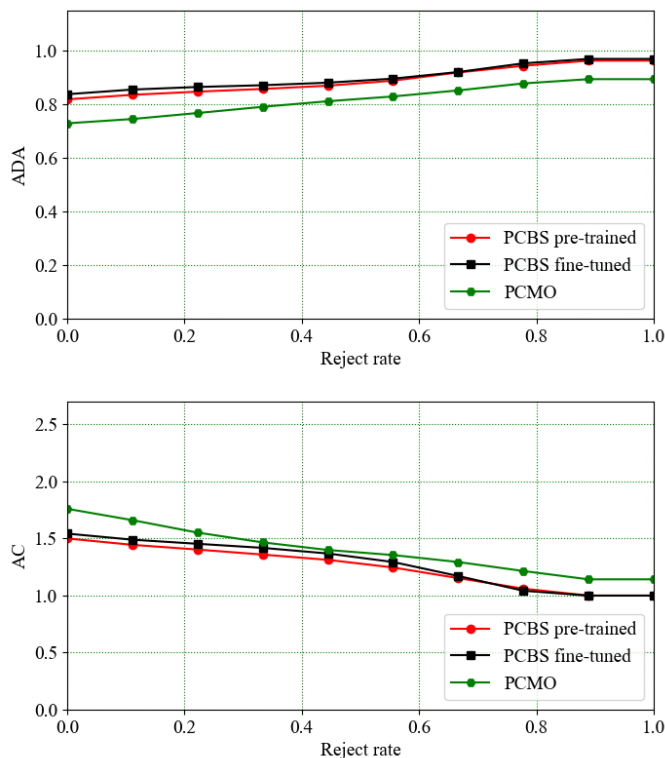 1.0
0.8
0.6
0.4
0.2
0.0
ADA
PCBS pre-trained
PCBS fine-tuned
PCMO
0.0 0.2 0.4 0.6 0.8 1.0
Reject rate
2.5
2.0
1.5
1.0
0.5
0.0
AC
PCBS pre-trained
PCBS fine-tuned
PCMO
0.0 0.2 0.4 0.6 0.8 1.0
Reject rate